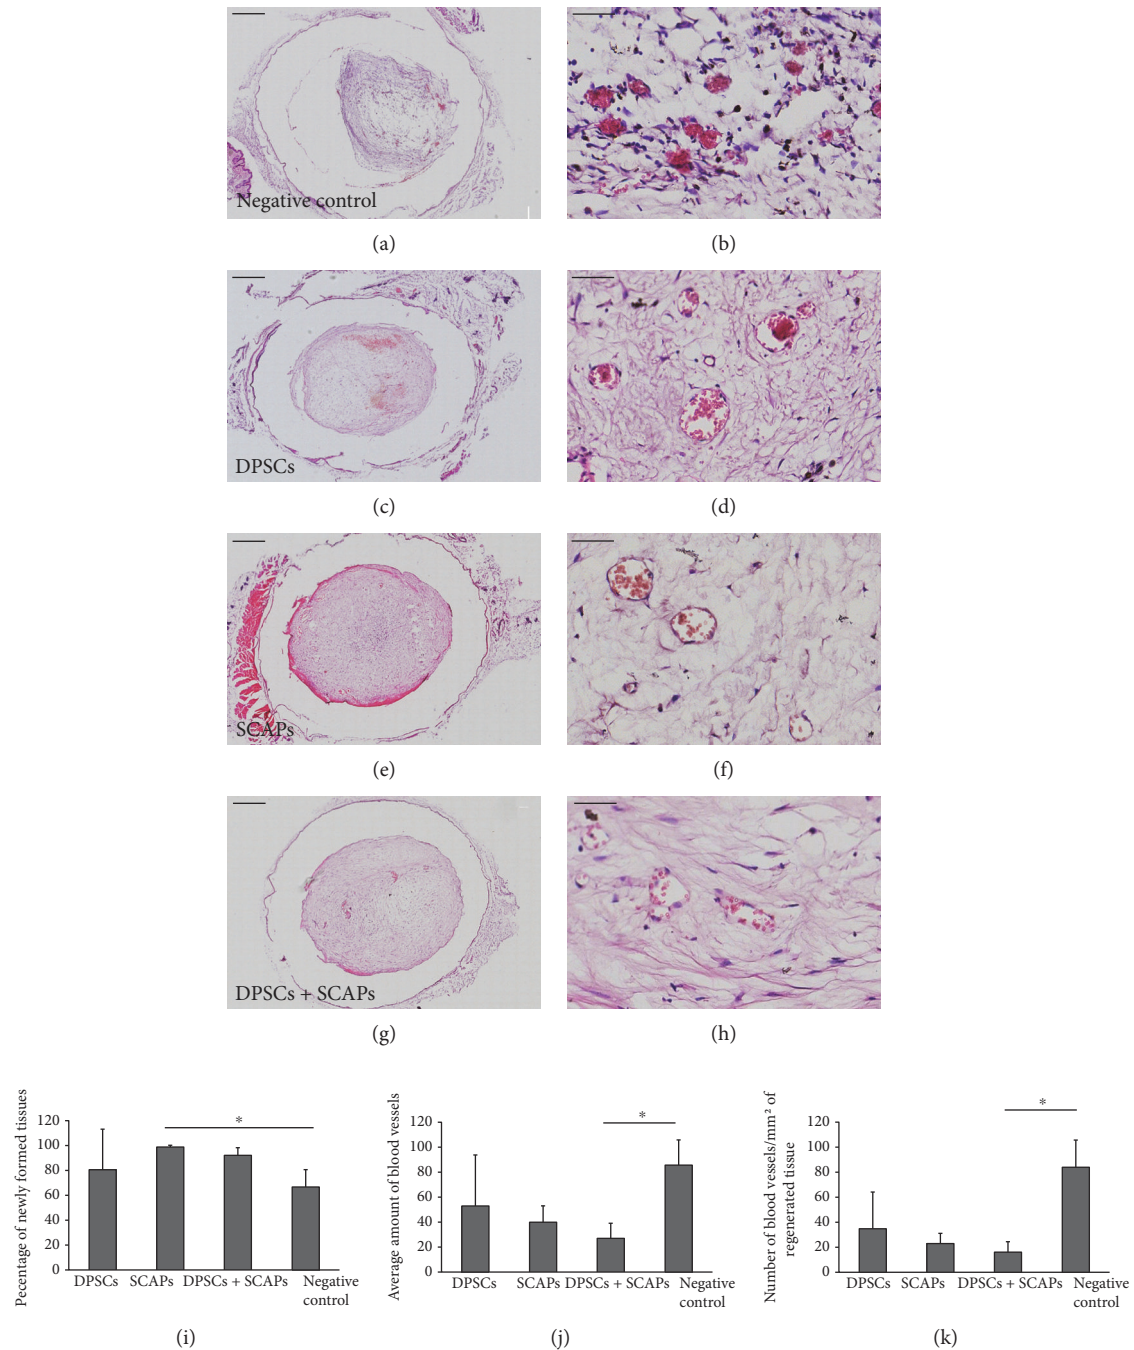 Negative control
(a)
(b)
DPSCs
(c)
(d)
SCAPs
(e)
(f)
DPSCs + SCAPs
(g)
(h)
Pecentage of newly formed tissues
120
100
80
60
40
20
0
*
DPSCs
SCAPs
DPSCs + SCAPs
Negative
control
(i)
Average amount of blood vessels
120
100
80
60
40
20
0
*
DPSCs
SCAPs
DPSCs + SCAPs
Negative
control
(j)
Number of blood vessels/mm² of
regenerated tissue
120
100
80
60
40
20
0
*
DPSCs
SCAPs
DPSCs + SCAPs
Negative
control
(k)